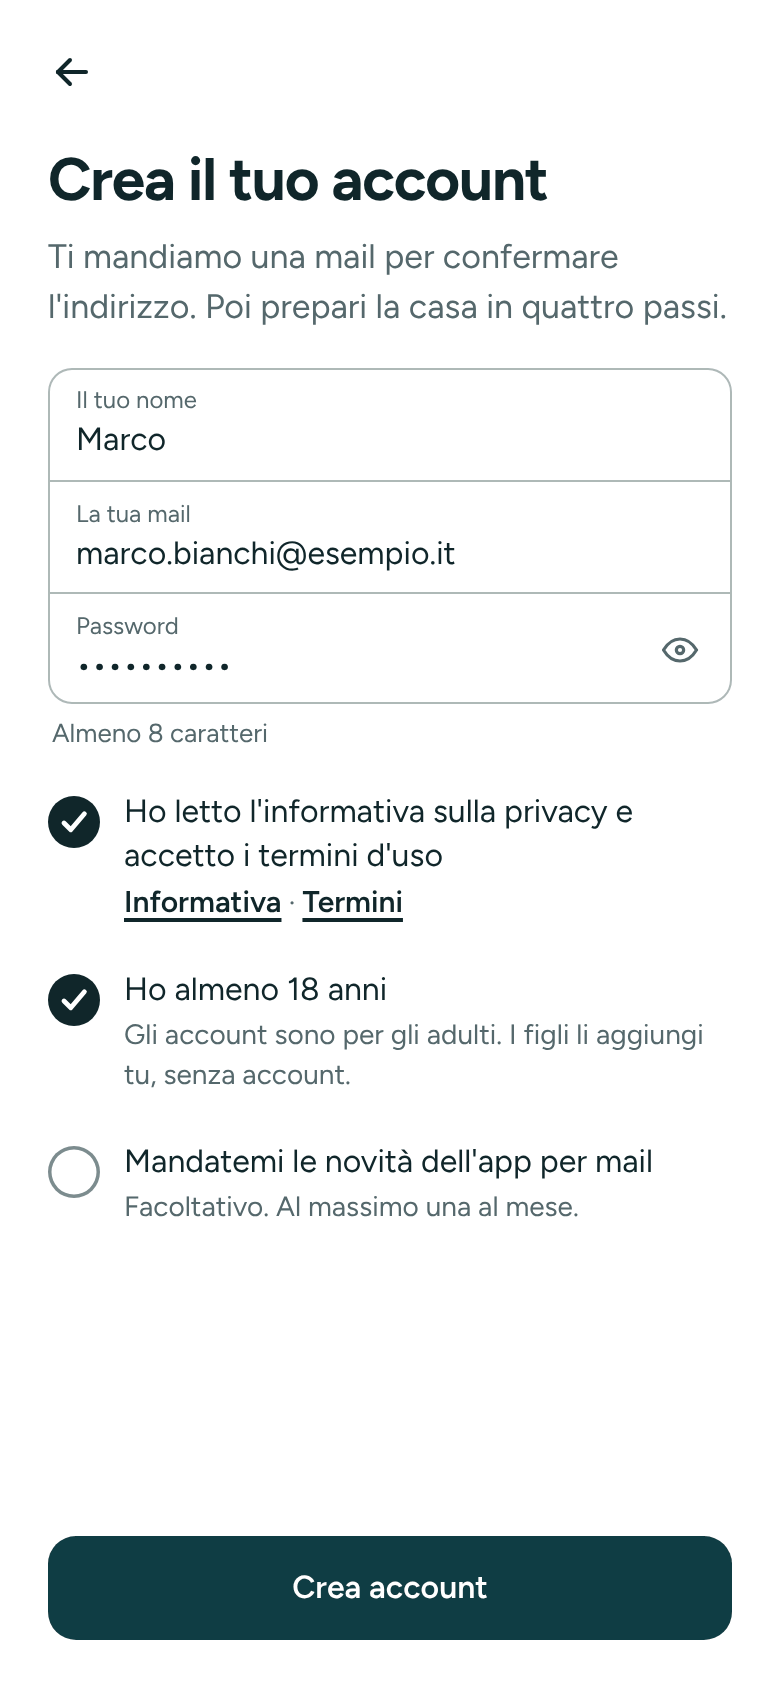 Crea il tuo account
Ti mandiamo una mail per confermare
l'indirizzo. Poi prepari la casa in quattro passi.
Il tuo nome
Marco
La tua mail
marco.bianchi@esempio.it
Password
••••••••••
Almeno 8 caratteri
Ho letto l'informativa sulla privacy e
accetto i termini d'uso
Informativa · Termini
Ho almeno 18 anni
Gli account sono per gli adulti. I figli li aggiungi
tu, senza account.
Mandatemi le novità dell'app per mail
Facoltativo. Al massimo una al mese.
Crea account